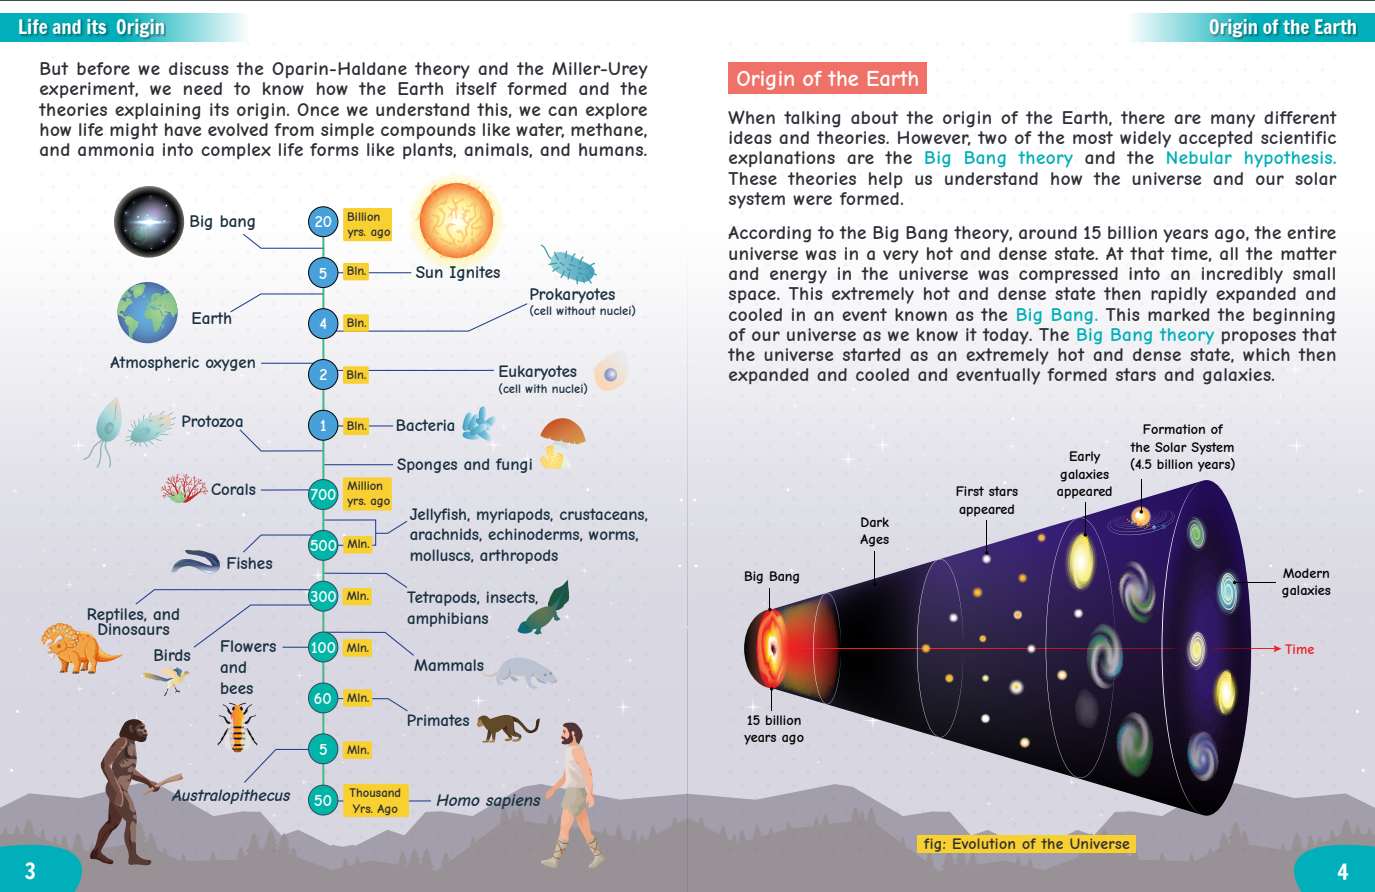 Life and its Origin
But before we discuss the Oparin-Haldane theory and the Miller-Urey
experiment, we need to know how the Earth itself formed and the
theories explaining its origin. Once we understand this, we can explore
how life might have evolved from simple compounds like water, methane,
and ammonia into complex life forms like plants, animals, and humans.
Big bang
20
Billion
yrs. ago
5
Bln.
Sun Ignites
Earth
Prokaryotes
(cell without nuclei)
4
Bln.
Atmospheric oxygen
2
Bln.
Eukaryotes
(cell with nuclei)
Protozoa
1
Bln.
Bacteria
Sponges and fungi
Corals
700
Million
yrs. ago
Jellyfish, myriapods, crustaceans,
arachnids, echinoderms, worms,
molluscs, arthropods
500
Mln.
Fishes
300
Mln.
Tetrapods, insects,
amphibians
Reptiles, and
Dinosaurs
Birds
Flowers
and
bees
100
Mln.
Mammals
60
Mln.
Primates
5
Mln.
Australopithecus
50
Thousand
Yrs. Ago
Homo sapiens
3
Origin of the Earth
Origin of the Earth
When talking about the origin of the Earth, there are many different
ideas and theories. However, two of the most widely accepted scientific
explanations are the Big Bang theory and the Nebular hypothesis.
These theories help us understand how the universe and our solar
system were formed.
According to the Big Bang theory, around 15 billion years ago, the entire
universe was in a very hot and dense state. At that time, all the matter
and energy in the universe was compressed into an incredibly small
space. This extremely hot and dense state then rapidly expanded and
cooled in an event known as the Big Bang. This marked the beginning
of our universe as we know it today. The Big Bang theory proposes that
the universe started as an extremely hot and dense state, which then
expanded and cooled and eventually formed stars and galaxies.
Big Bang
Dark
Ages
First stars
appeared
Early
galaxies
appeared
Formation of
the Solar System
(4.5 billion years)
Modern
galaxies
Time
15 billion
years ago
fig: Evolution of the Universe
4